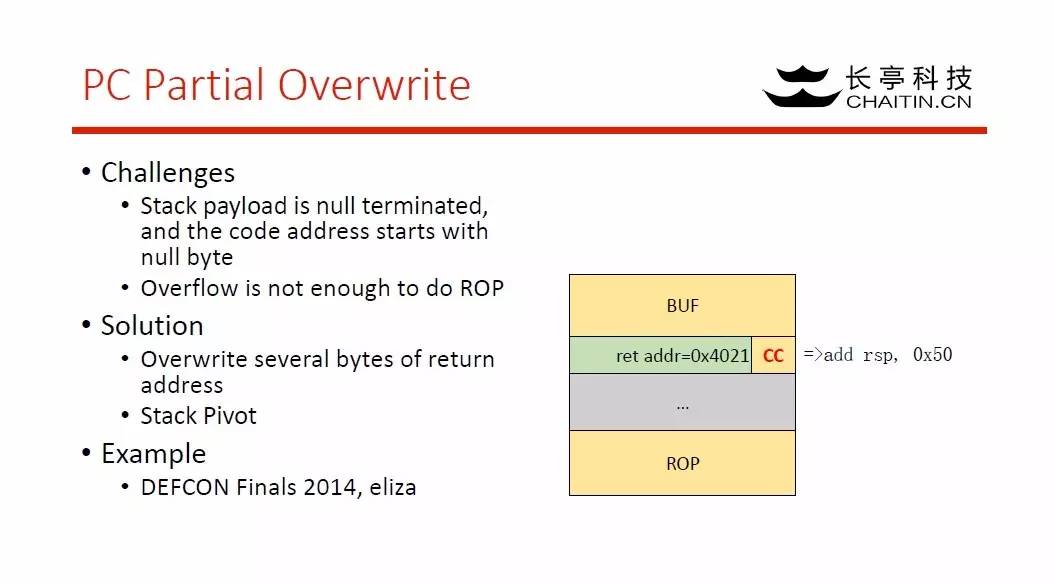 PC Partial Overwrite
长亭科技
CHAITIN.CN
• Challenges
• Stack payload is null terminated,
and the code address starts with
null byte
• Overflow is not enough to do ROP
• Solution
• Overwrite several bytes of return
address
• Stack Pivot
• Example
• DEFCON Finals 2014, eliza
BUF
ret addr=0x4021 CC =>add rsp, 0x50
...
ROP